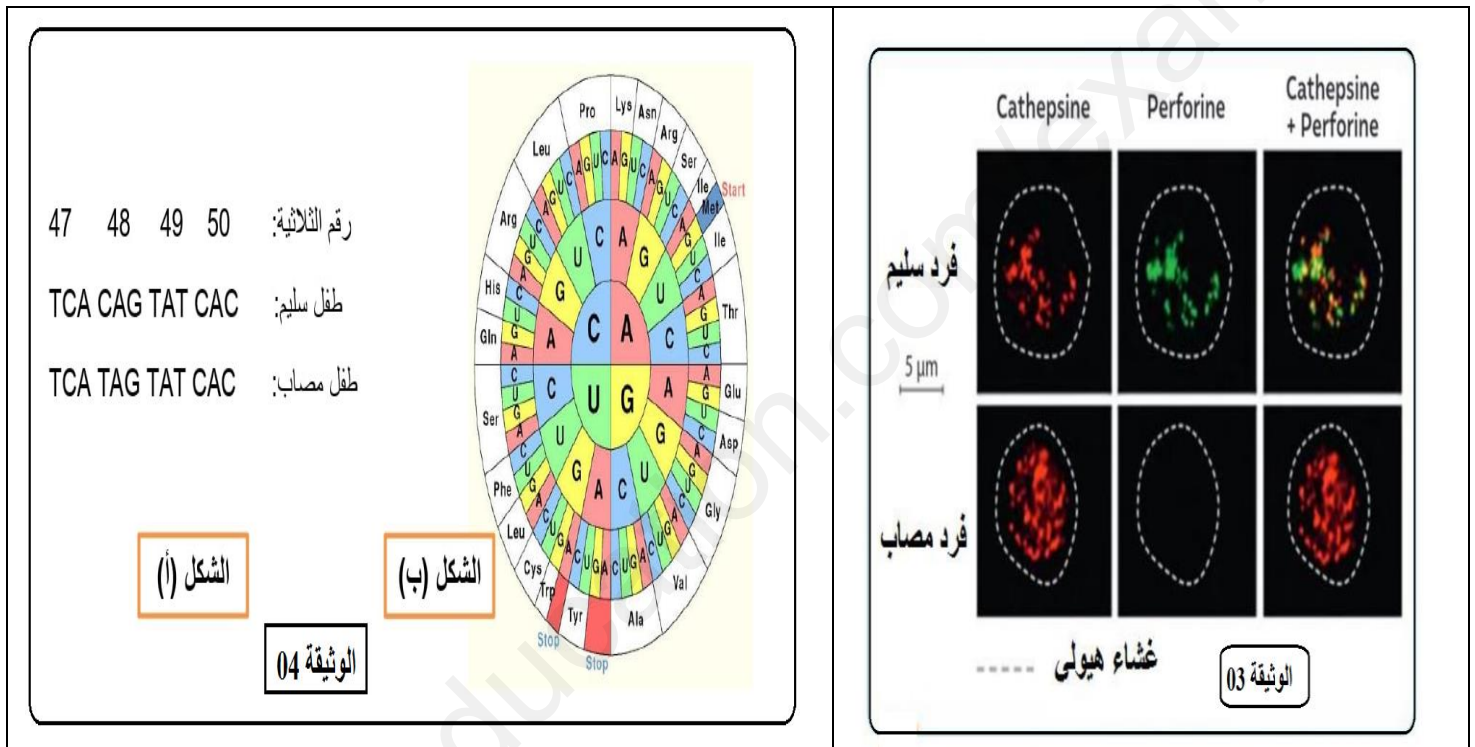 رقم الثلاثية: 47 48 49 50
طفل سليم: TCA CAG TAT CAC
طفل مصاب: TCA TAG TAT CAC
الشكل (أ)
الشكل (ب)
الوثيقة 04
Pro
Lys
Asn
Arg
Ser
Ile
Met
Start
Ile
Thr
Glu
Asp
Gly
Val
Ala
Stop
Tyr
Stop
Trp
Cys
Leu
Phe
Ser
Gln
His
Arg
Leu
C A
U G
Cathepsine
Perforine
Cathepsine
+ Perforine
فرد سليم
5 µm
فرد مصاب
غشاء هيولي
الوثيقة 03